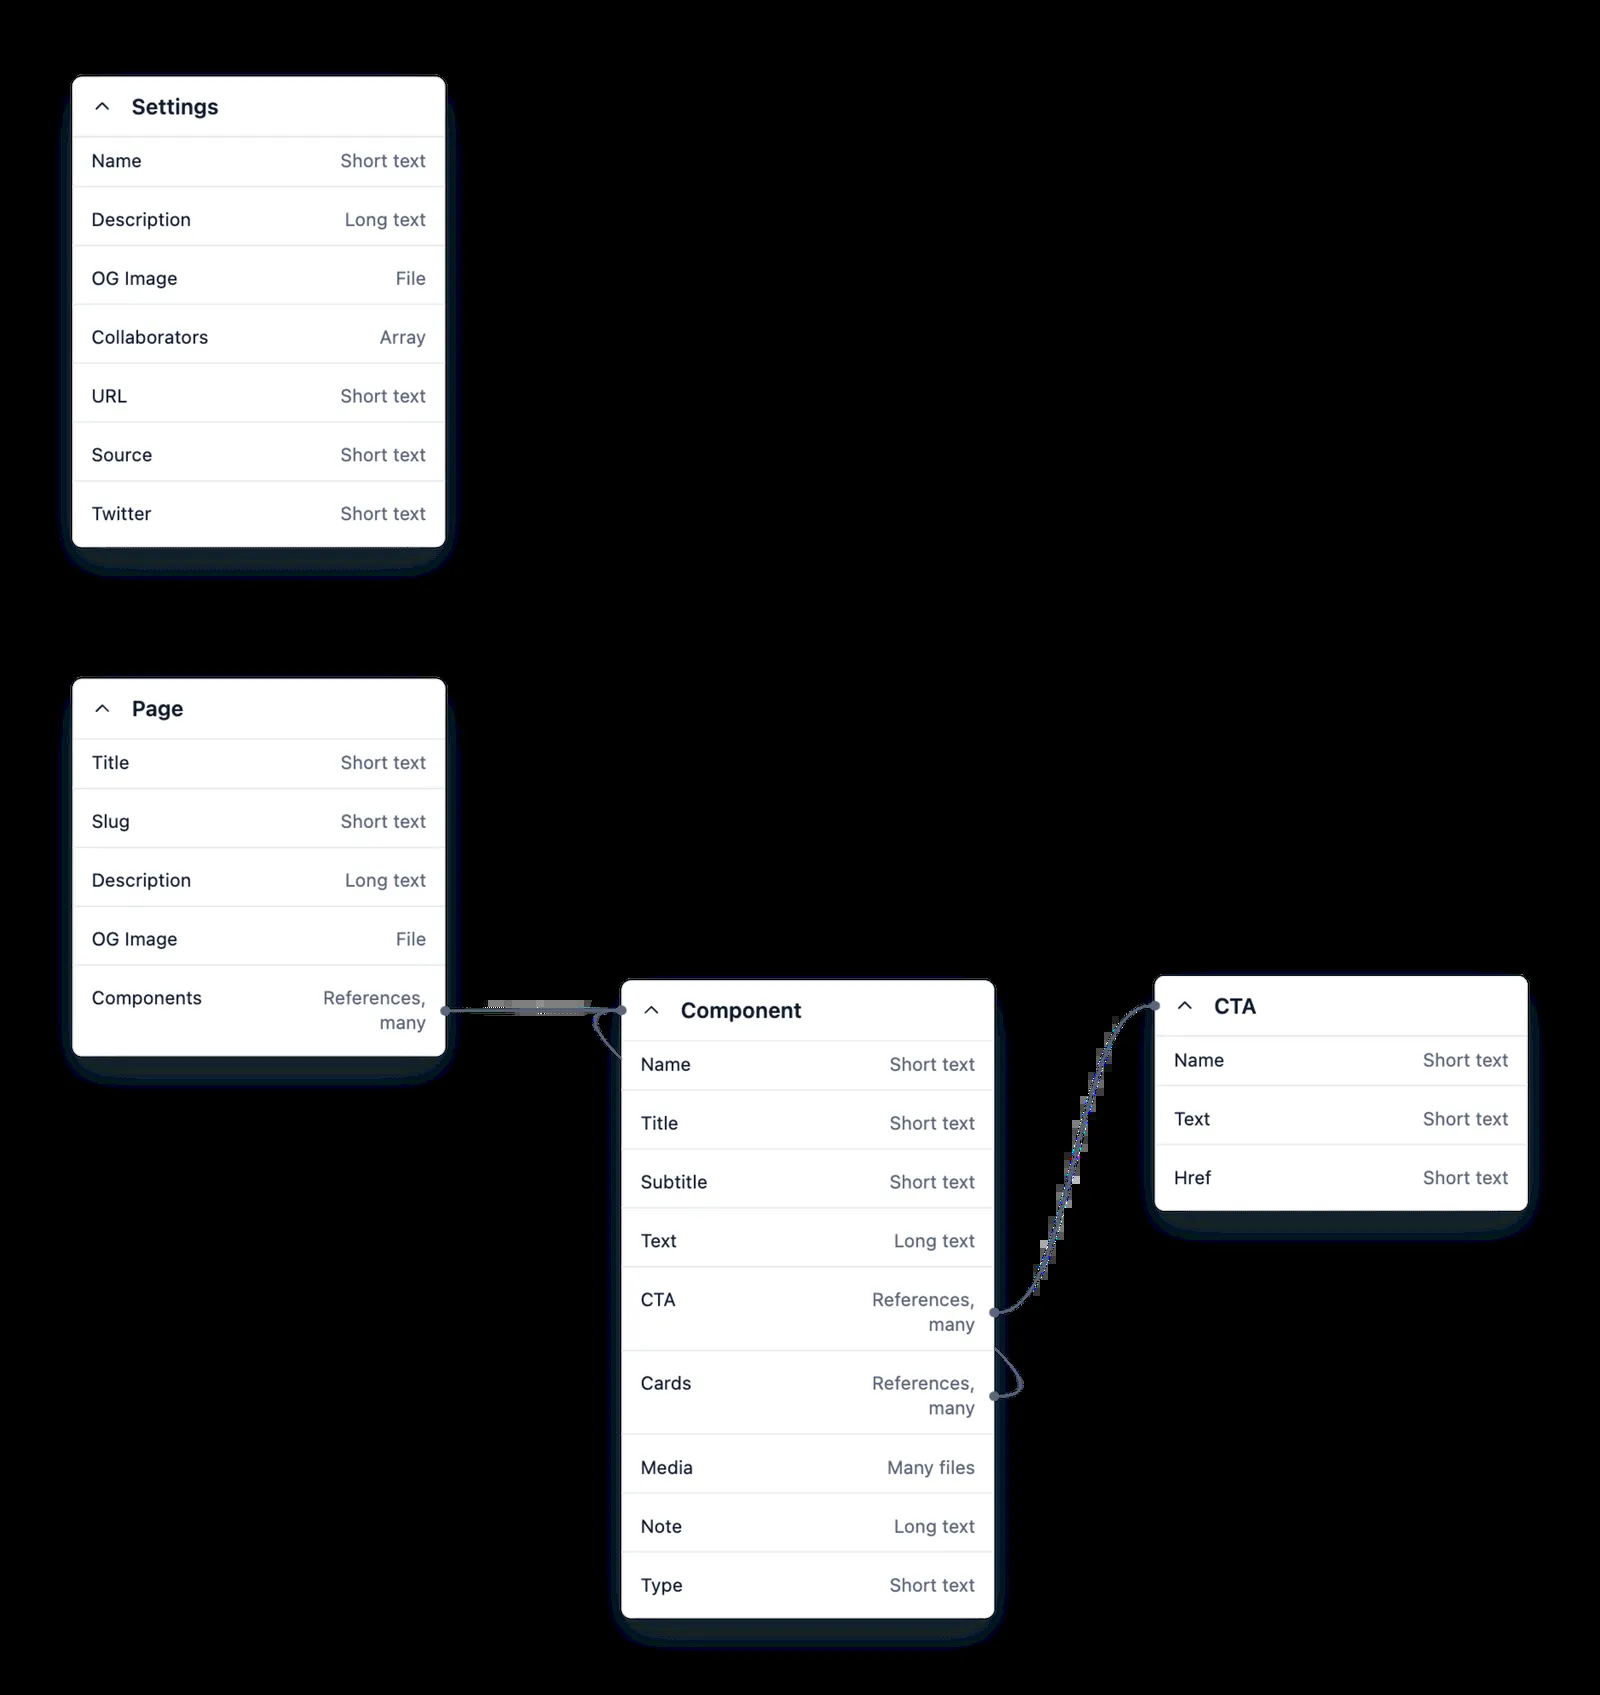 Settings
Name Short text
Description Long text
OG Image File
Collaborators Array
URL Short text
Source Short text
Twitter Short text
Page
Title Short text
Slug Short text
Description Long text
OG Image File
Components References,
many
Component
Name Short text
Title Short text
Subtitle Short text
Text Long text
CTA References,
many
Cards References,
many
Media Many files
Note Long text
Type Short text
CTA
Name Short text
Text Short text
Href Short text